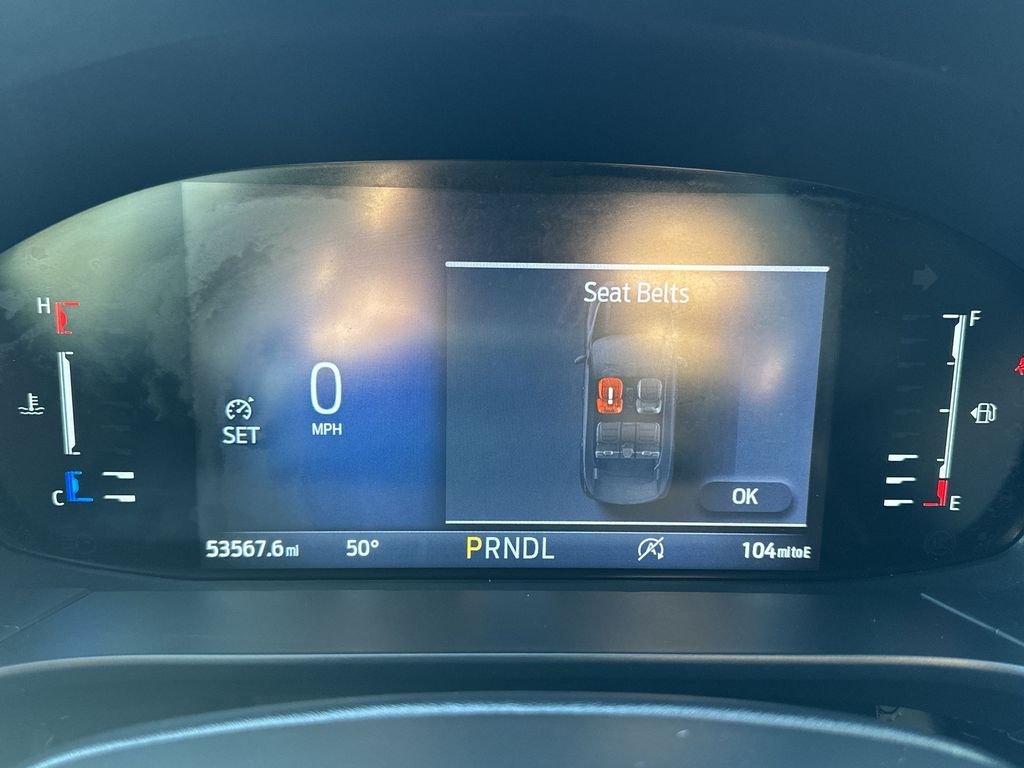 Seat Belts
H
F
0
MPH
SET
!
C
E
OK
53567.6 mi
50°
PRNDL
104 mi to E